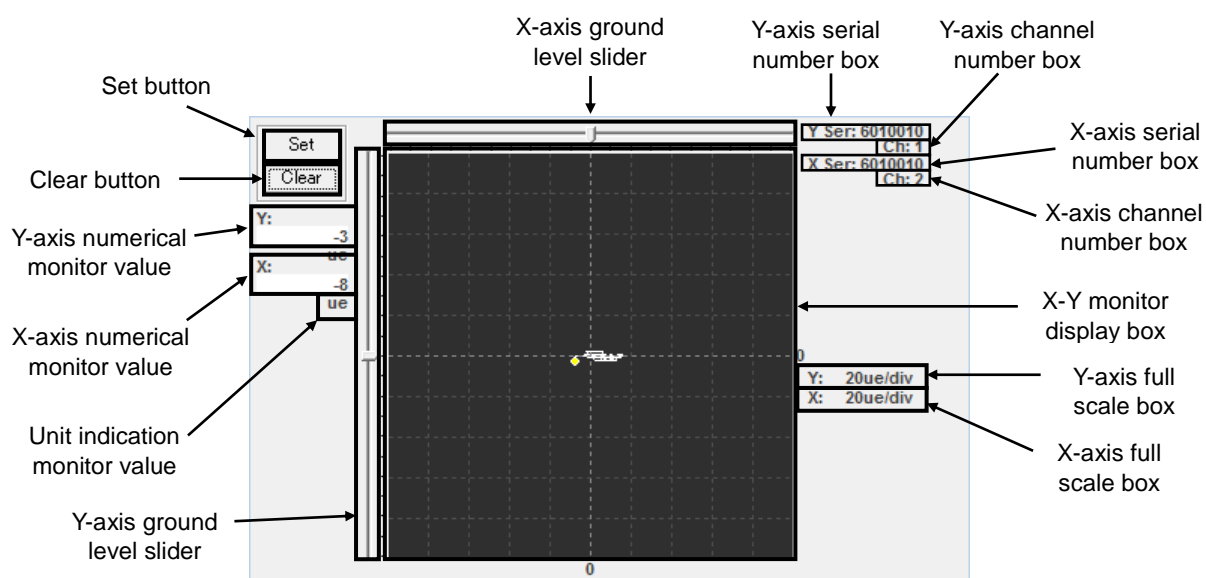 X-axis ground
level slider
Y-axis serial
number box
Y-axis channel
number box
Set button
X-axis serial
number box
Clear button
X-axis channel
number box
Y-axis numerical
monitor value
X-axis numerical
monitor value
X-Y monitor
display box
Unit indication
monitor value
Y-axis full
scale box
X-axis full
scale box
Y-axis ground
level slider
Set
Clear
Y Ser: 6010010
Ch: 1
X Ser: 6010010
Ch: 2
Y:
-3
ue
X:
-8
ue
0
Y: 20ue/div
X: 20ue/div
0